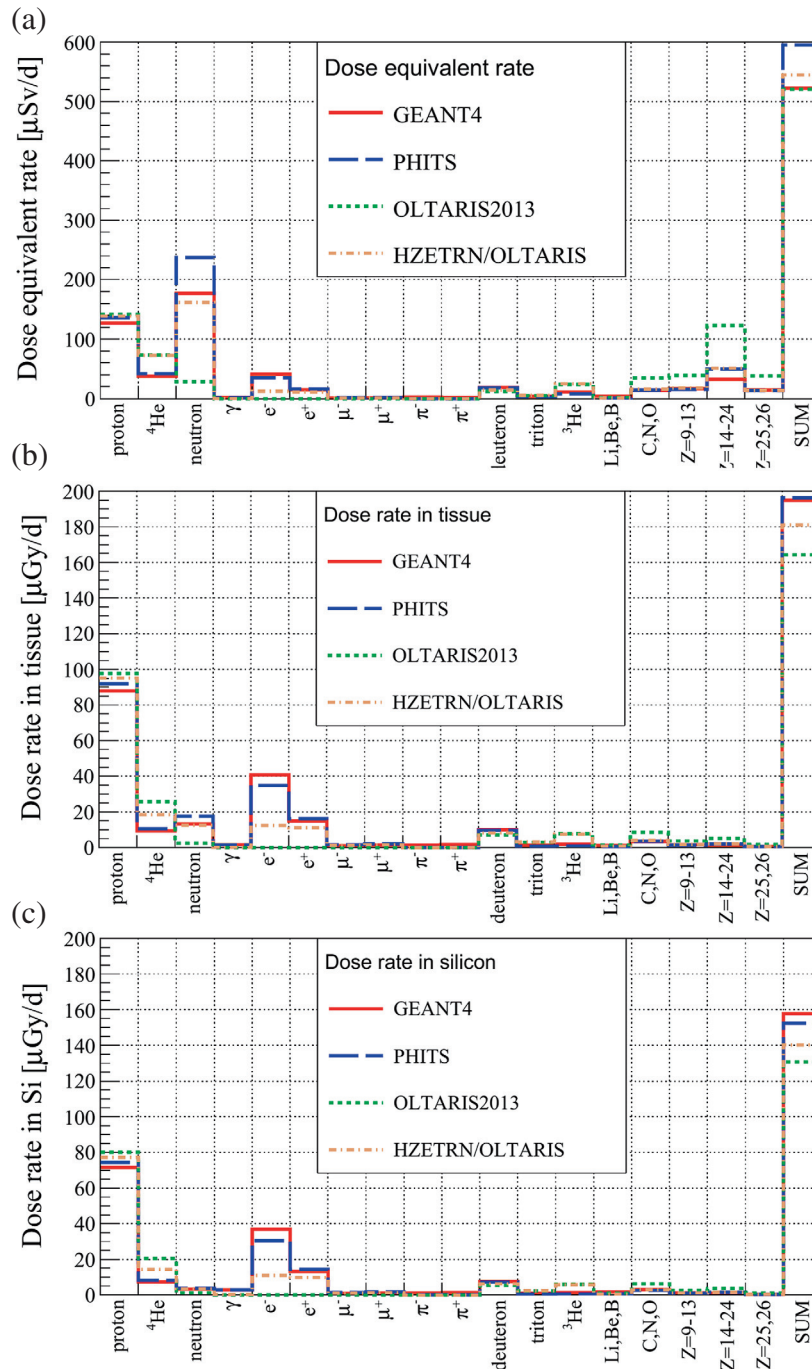 (a)
Dose equivalent rate [μSv/d]
600
500
400
300
200
100
0
Dose equivalent rate
GEANT4
PHITS
OLTARIS2013
HZETRN/OLTARIS
proton
⁴He
neutron
γ
e⁻
e⁺
μ⁻
μ⁺
π⁻
π⁺
leuteron
triton
³He
Li,Be,B
C,N,O
Z=9-13
Z=14-24
Z=25,26
SUM
(b)
Dose rate in tissue [μGy/d]
200
180
160
140
120
100
80
60
40
20
0
Dose rate in tissue
GEANT4
PHITS
OLTARIS2013
HZETRN/OLTARIS
proton
⁴He
neutron
γ
e⁻
e⁺
μ⁻
μ⁺
π⁻
π⁺
deuteron
triton
³He
Li,Be,B
C,N,O
Z=9-13
Z=14-24
Z=25,26
SUM
(c)
Dose rate in Si [μGy/d]
200
180
160
140
120
100
80
60
40
20
0
Dose rate in silicon
GEANT4
PHITS
OLTARIS2013
HZETRN/OLTARIS
proton
⁴He
neutron
γ
e⁻
e⁺
μ⁻
μ⁺
π⁻
π⁺
deuteron
triton
³He
Li,Be,B
C,N,O
Z=9-13
Z=14-24
Z=25,26
SUM